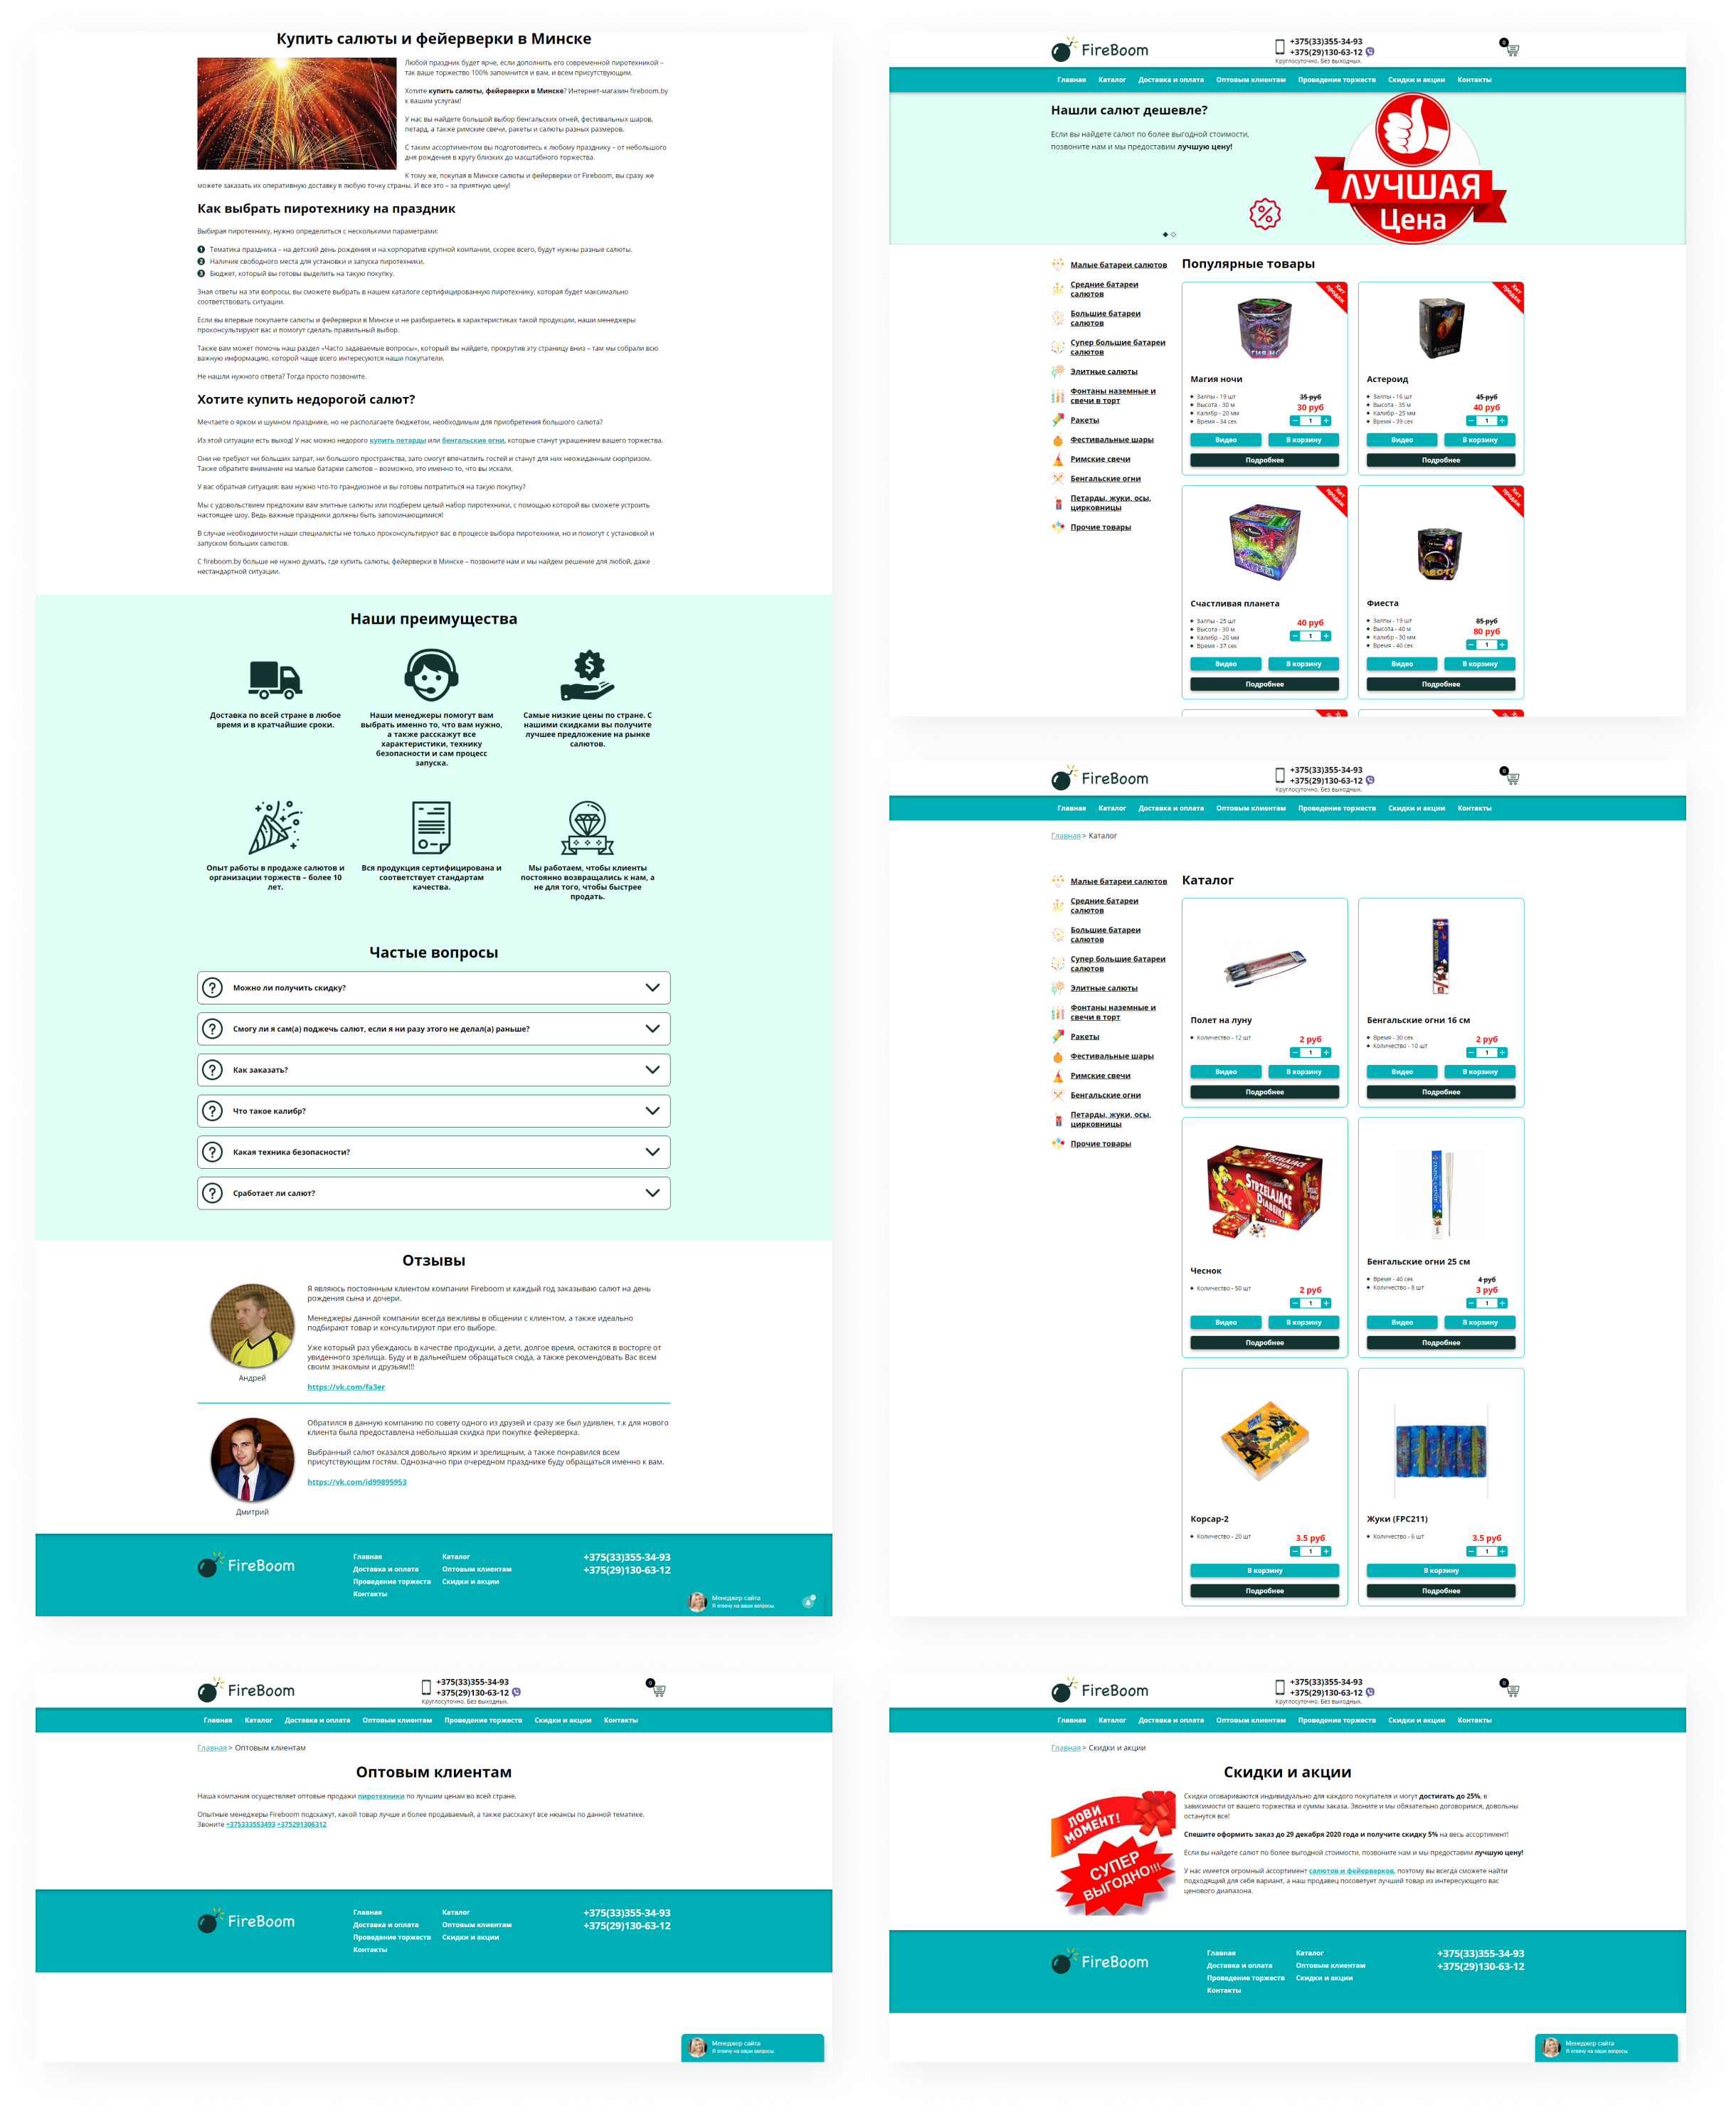 Купить салюты и фейерверки в Минске
Любой праздник будет ярче, если дополнить его современной пиротехникой –
так ваше торжество 100% запомнится и вам, и всем присутствующим.
Хотите купить салюты, фейерверки в Минске? Интернет-магазин fireboom.by
к вашим услугам!
У нас вы найдете большой выбор бенгальских огней, фестивальных шаров,
петард, а также римские свечи, ракеты и салюты разных размеров.
С таким ассортиментом вы подготовитесь к любому празднику – от небольшого
дня рождения в кругу близких до масштабного торжества.
К тому же, покупая в Минске салюты и фейерверки от Fireboom, вы сразу же
можете заказать их оперативную доставку в любую точку страны. И все это – за приятную цену!
Как выбрать пиротехнику на праздник
Выбирая пиротехнику, нужно определиться с несколькими параметрами:
1 Тематика праздника – на детский день рождения и на корпоратив крупной компании, скорее всего, будут нужны разные салюты.
2 Наличие свободного места для установки и запуска пиротехники.
3 Бюджет, который вы готовы выделить на такую покупку.
Зная ответы на эти вопросы, вы сможете выбрать в нашем каталоге сертифицированную пиротехнику, которая будет максимально
соответствовать ситуации.
Если вы впервые покупаете салюты и фейерверки в Минске и не разбираетесь в характеристиках такой продукции, наши менеджеры
проконсультируют вас и помогут сделать правильный выбор.
Также вам может помочь наш раздел «Часто задаваемые вопросы», который вы найдете, прокрутив эту страницу вниз – там мы собрали всю
важную информацию, которой чаще всего интересуются наши покупатели.
Не нашли нужного ответа? Тогда просто позвоните.
Хотите купить недорогой салют?
Мечтаете о ярком и шумном празднике, но не располагаете бюджетом, необходимым для приобретения большого салюта?
Из этой ситуации есть выход! У нас можно недорого купить петарды или бенгальские огни, которые станут украшением вашего торжества.
Они не требуют ни больших затрат, ни большого пространства, зато смогут впечатлить гостей и станут для них неожиданным сюрпризом.
Также обратите внимание на малые батареи салютов – возможно, это именно то, что вы искали.
У вас обратная ситуация: вам нужно что-то грандиозное и вы готовы потратиться на такую покупку?
Мы с удовольствием предложим вам элитные салюты или подберем целый набор пиротехники, с помощью которой вы сможете устроить
настоящее шоу. Ведь важные праздники должны быть запоминающимися!
В случае необходимости наши специалисты не только проконсультируют вас в процессе выбора пиротехники, но и помогут с установкой и
запуском больших салютов.
С fireboom.by больше не нужно думать, где купить салюты, фейерверки в Минске – позвоните нам и мы найдем решение для любой, даже
нестандартной ситуации.
Наши преимущества
Доставка по всей стране в любое
время и в кратчайшие сроки.
Наши менеджеры помогут вам
выбрать именно то, что вам нужно,
а также расскажут все
характеристики, технику
безопасности и сам процесс
запуска.
Самые низкие цены по стране. С
нашими скидками вы получите
лучшее предложение на рынке
салютов.
Опыт работы в продаже салютов и
организации торжеств – более 10
лет.
Вся продукция сертифицирована и
соответствует стандартам
качества.
Мы работаем, чтобы клиенты
постоянно возвращались к нам, а
не для того, чтобы быстрее
продать.
Частые вопросы
Можно ли получить скидку?
Смогу ли я сам(а) поджечь салют, если я ни разу этого не делал(а) раньше?
Как заказать?
Что такое калибр?
Какая техника безопасности?
Сработает ли салют?
Отзывы
Я являюсь постоянным клиентом компании Fireboom и каждый год заказываю салют на день
рождения сына и дочери.
Менеджеры данной компании всегда вежливы в общении с клиентом, а также идеально
подбирают товар и консультируют при его выборе.
Уже который раз убеждаюсь в качестве продукции, а дети, долгое время, остаются в восторге от
увиденного зрелища. Буду и в дальнейшем обращаться сюда, а также рекомендовать Вас всем
своим знакомым и друзьям!!!
https://vk.com/fa3er
Андрей
Обратился в данную компанию по совету одного из друзей и сразу же был удивлен, т.к для нового
клиента была предоставлена небольшая скидка при покупке фейерверка.
Выбранный салют оказался довольно ярким и зрелищным, а также понравился всем
присутствующим гостям. Однозначно при очередном празднике буду обращаться именно к вам.
https://vk.com/id99895953
Дмитрий
FireBoom
Главная
Доставка и оплата
Проведение торжеств
Контакты
Каталог
Оптовым клиентам
Скидки и акции
+375(33)355-34-93
+375(29)130-63-12
Менеджер сайта
Я отвечу на ваши вопросы.
FireBoom
+375(33)355-34-93
+375(29)130-63-12
Круглосуточно. Без выходных.
0
Главная Каталог Доставка и оплата Оптовым клиентам Проведение торжеств Скидки и акции Контакты
Нашли салют дешевле?
Если вы найдете салют по более выгодной стоимости,
позвоните нам и мы предоставим лучшую цену!
ЛУЧШАЯ
Цена
Малые батареи салютов
Средние батареи
салютов
Большие батареи
салютов
Супер большие батареи
салютов
Элитные салюты
Фонтаны наземные и
свечи в торт
Ракеты
Фестивальные шары
Римские свечи
Бенгальские огни
Петарды, жуки, осы,
цирковницы
Прочие товары
Популярные товары
Хит
продаж
Магия ночи
Залпы - 19 шт
Высота - 30 м
Калибр - 20 мм
Время - 34 сек
35 руб
30 руб
1
Видео В корзину
Подробнее
Хит
продаж
Астероид
Залпы - 16 шт
Высота - 35 м
Калибр - 25 мм
Время - 39 сек
45 руб
40 руб
1
Видео В корзину
Подробнее
Хит
продаж
Счастливая планета
Залпы - 25 шт
Высота - 30 м
Калибр - 20 мм
Время - 37 сек
40 руб
1
Видео В корзину
Подробнее
Хит
продаж
Фиеста
Залпы - 19 шт
Высота - 40 м
Калибр - 30 мм
Время - 40 сек
85 руб
80 руб
1
Видео В корзину
Подробнее
FireBoom
+375(33)355-34-93
+375(29)130-63-12
Круглосуточно. Без выходных.
0
Главная Каталог Доставка и оплата Оптовым клиентам Проведение торжеств Скидки и акции Контакты
Главная > Каталог
Малые батареи салютов
Средние батареи
салютов
Большие батареи
салютов
Супер большие батареи
салютов
Элитные салюты
Фонтаны наземные и
свечи в торт
Ракеты
Фестивальные шары
Римские свечи
Бенгальские огни
Петарды, жуки, осы,
цирковницы
Прочие товары
Каталог
Полет на луну
Количество - 12 шт
2 руб
1
Видео В корзину
Подробнее
Бенгальские огни 16 см
Время - 30 сек
Количество - 10 шт
2 руб
1
Видео В корзину
Подробнее
STRZELAJĄCE
DIABEŁKI
Чеснок
Количество - 50 шт
2 руб
1
Видео В корзину
Подробнее
Бенгальские огни 25 см
Время - 40 сек
Количество - 8 шт
4 руб
3 руб
1
Видео В корзину
Подробнее
Корсар-2
Количество - 20 шт
3.5 руб
1
В корзину
Подробнее
Жуки (FPC211)
Количество - 6 шт
3.5 руб
1
В корзину
Подробнее
FireBoom
+375(33)355-34-93
+375(29)130-63-12
Круглосуточно. Без выходных.
0
Главная Каталог Доставка и оплата Оптовым клиентам Проведение торжеств Скидки и акции Контакты
Главная > Оптовым клиентам
Оптовым клиентам
Наша компания осуществляет оптовые продажи пиротехники по лучшим ценам во всей стране.
Опытные менеджеры Fireboom подскажут, какой товар лучше и более продаваемый, а также расскажут все нюансы по данной тематике.
Звоните +375333553493 +375291306312
FireBoom
Главная
Доставка и оплата
Проведение торжеств
Контакты
Каталог
Оптовым клиентам
Скидки и акции
+375(33)355-34-93
+375(29)130-63-12
Менеджер сайта
Я отвечу на ваши вопросы.
FireBoom
+375(33)355-34-93
+375(29)130-63-12
Круглосуточно. Без выходных.
0
Главная Каталог Доставка и оплата Оптовым клиентам Проведение торжеств Скидки и акции Контакты
Главная > Скидки и акции
Скидки и акции
ЛОВИ
МОМЕНТ!
СУПЕР
ВЫГОДНО!!!
Скидки оговариваются индивидуально для каждого покупателя и могут достигать до 25%, в
зависимости от вашего торжества и суммы заказа. Звоните и мы обязательно договоримся, довольны
останутся все!
Спешите оформить заказ до 29 декабря 2020 года и получите скидку 5% на весь ассортимент!
Если вы найдете салют по более выгодной стоимости, позвоните нам и мы предоставим лучшую цену!
У нас имеется огромный ассортимент салютов и фейерверков, поэтому вы всегда сможете найти
подходящий для себя вариант, а наш продавец посоветует лучший товар из интересующего вас
ценового диапазона.
FireBoom
Главная
Доставка и оплата
Проведение торжеств
Контакты
Каталог
Оптовым клиентам
Скидки и акции
+375(33)355-34-93
+375(29)130-63-12
Менеджер сайта
Я отвечу на ваши вопросы.